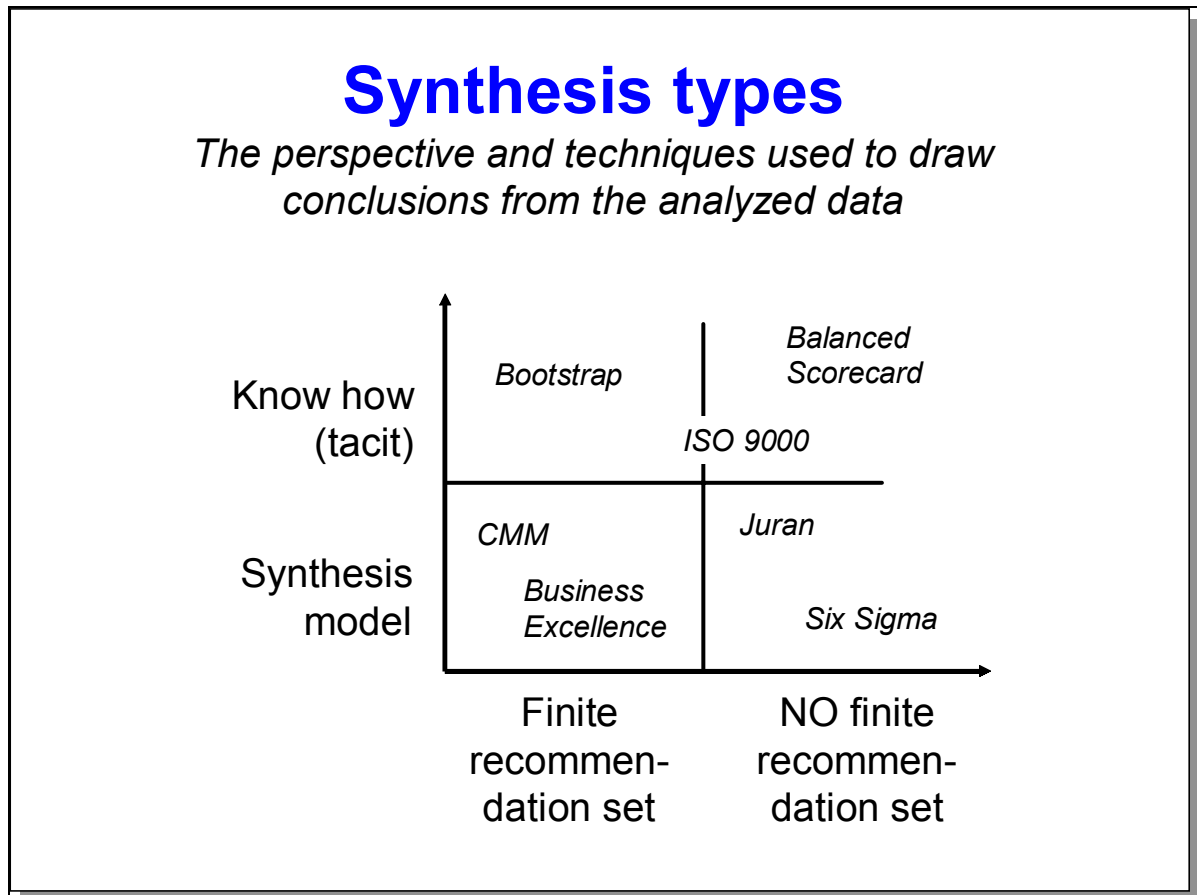 Synthesis types
The perspective and techniques used to draw
conclusions from the analyzed data
Know how
(tacit)
Bootstrap
Balanced
Scorecard
ISO 9000
Synthesis
model
CMM
Business
Excellence
Juran
Six Sigma
Finite
recommen-
dation set
NO finite
recommen-
dation set